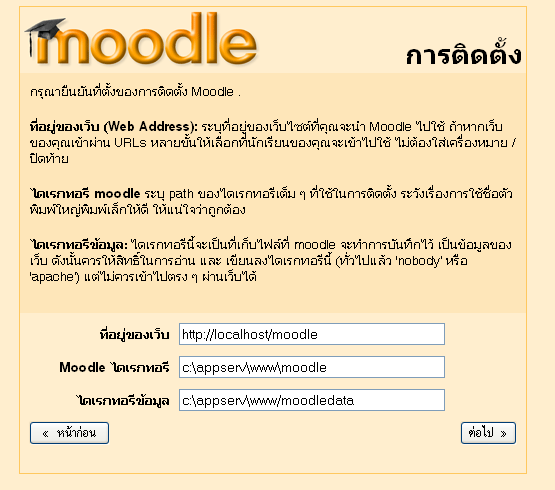 moodle
การติดตั้ง
กรุณายืนยันที่ตั้งของการติดตั้ง Moodle .
ที่อยู่ของเว็บ (Web Address): ระบุที่อยู่ของเว็บไซต์ที่คุณจะนำ Moodle ไปใช้ ถ้าหากเว็บ
ของคุณเข้าผ่าน URLs หลายขั้นให้เลือกที่นักเรียนของคุณจะเข้าไปใช้ ไม่ต้องใส่เครื่องหมาย /
ปิดท้าย
ไดเรกทอรี moodle ระบุ path ของไดเรกทอรีเต็ม ๆ ที่ใช้ในการติดตั้ง ระวังเรื่องการใช้ชื่อตัว
พิมพ์ใหญ่พิมพ์เล็กให้ดี ให้แน่ใจว่าถูกต้อง
ไดเรกทอรีข้อมูล: ไดเรกทอรีนี้จะเป็นที่เก็บไฟล์ที่ moodle จะทำการบันทึกไว้ เป็นข้อมูลของ
เว็บ ดังนั้นควรให้สิทธิ์ในการอ่าน และ เขียนลงไดเรกทอรีนี้ (ทั่วไปแล้ว 'nobody' หรือ
'apache') แต่ไม่ควรเข้าไปตรง ๆ ผ่านเว็บได้
ที่อยู่ของเว็บ http://localhost/moodle
Moodle ไดเรกทอรี c:\appserv\www\moodle
ไดเรกทอรีข้อมูล c:\appserv\www/moodledata
« หน้าก่อน ต่อไป »